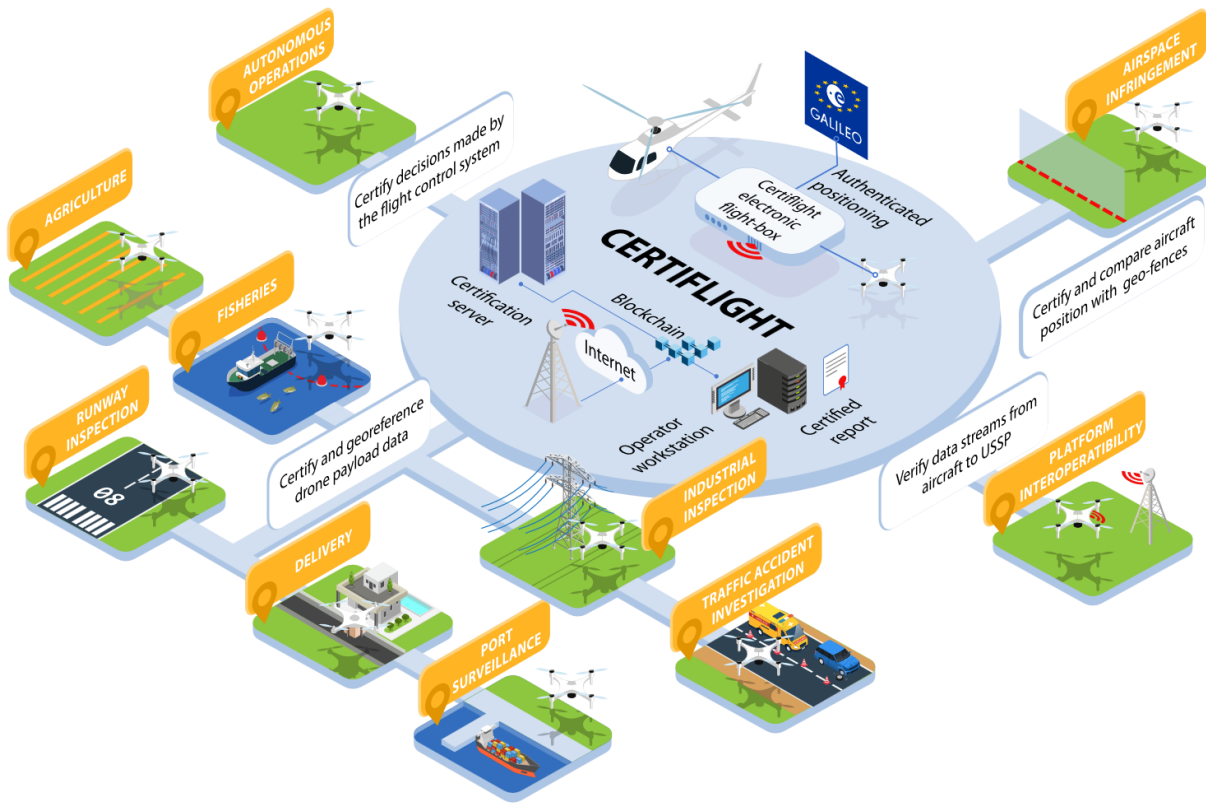 AUTONOMOUS
OPERATIONS
AIRSPACE
INFRINGEMENT
GALILEO
Certify decisions made by
the flight control system
Certiflight
electronic
flight-box
Authenticated
positioning
AGRICULTURE
FISHERIES
CERTIFLIGHT
Certification
server
Blockchain
Internet
Certify and compare aircraft
position with geo-fences
RUNWAY
INSPECTION
08
Certify and georeference
drone payload data
Operator
workstation
Certified
report
Verify data streams from
aircraft to USSP
PLATFORM
INTEROPERTIBILITY
INDUSTRIAL
INSPECTION
DELIVERY
TRAFFIC ACCIDENT
INVESTIGATION
PORT
SURVEILLANCE